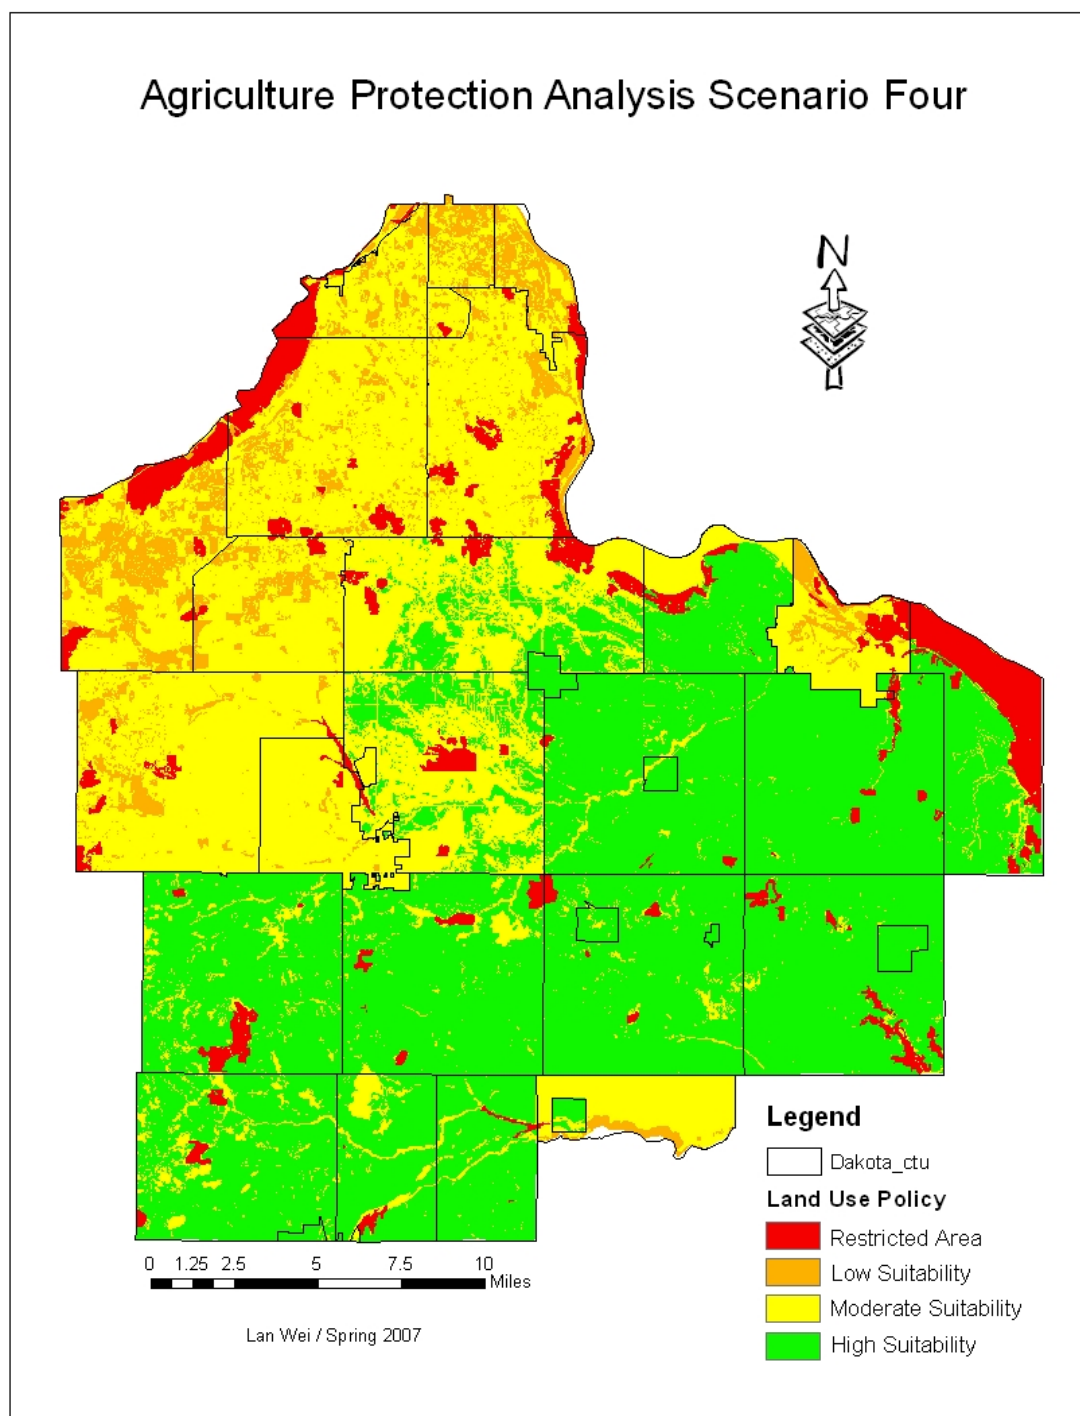 Agriculture Protection Analysis Scenario Four
N
Legend
Dakota_ctu
Land Use Policy
Restricted Area
Low Suitability
Moderate Suitability
High Suitability
0 1.25 2.5 5 7.5 10
Miles
Lan Wei / Spring 2007